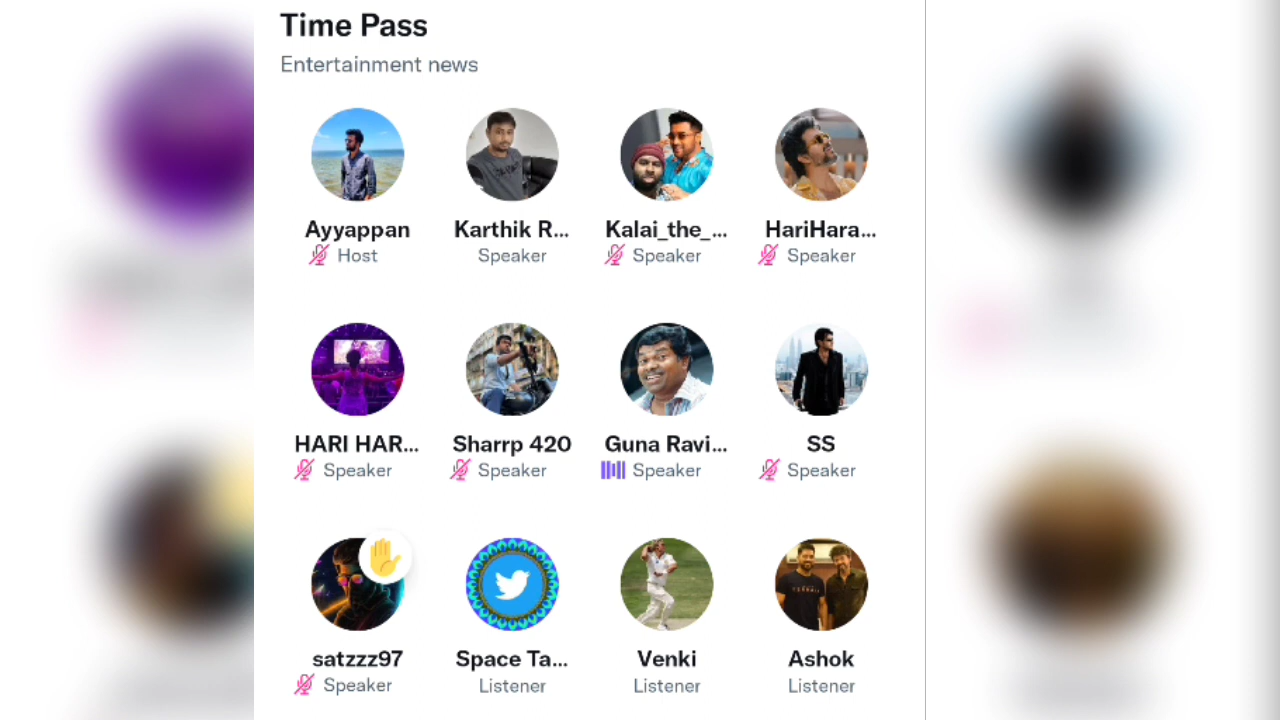 Time Pass
Entertainment news
Ayyappan Karthik R... Kalai_the_... HariHara...
Host Speaker Speaker Speaker
HARI HAR... Sharrp 420 Guna Ravi... SS
Speaker Speaker Speaker Speaker
satzzz97 Space Ta... Venki Ashok
Speaker Listener Listener Listener